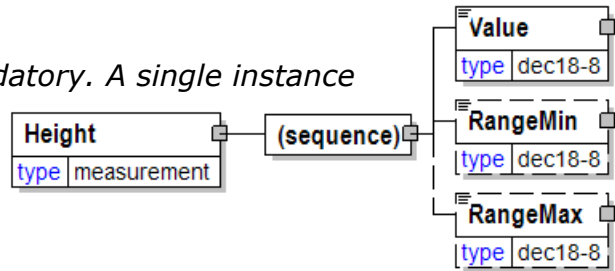 Value
type dec18-8
datory. A single instance
RangeMin
type dec18-8
Height
type measurement
(sequence)
RangeMax
type dec18-8